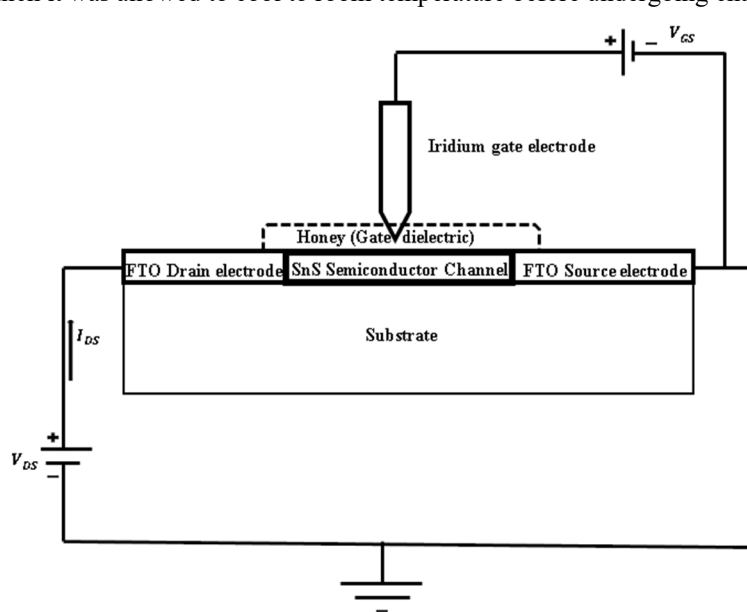 + − V_GS
Iridium gate electrode
Honey (Gate dielectric)
FTO Drain electrode SnS Semiconductor Channel FTO Source electrode
Substrate
I_DS
+
V_DS
−